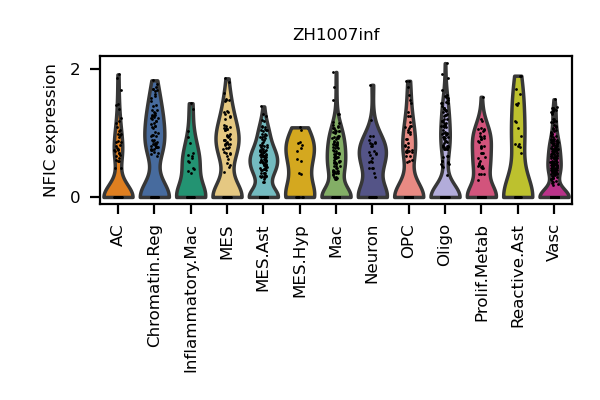 ZH1007inf
NFIC expression
2
0
AC
Chromatin.Reg
Inflammatory.Mac
MES
MES.Ast
MES.Hyp
Mac
Neuron
OPC
Oligo
Prolif.Metab
Reactive.Ast
Vasc